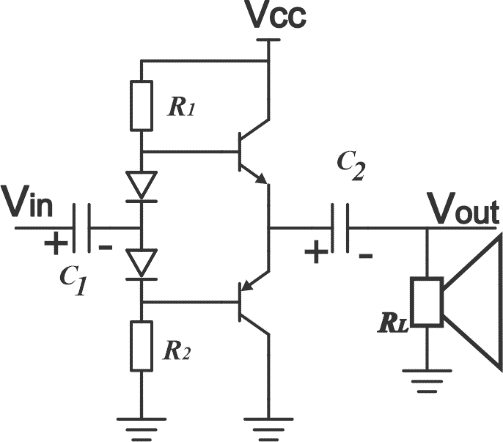 Vcc
R1
C2
Vin
Vout
+ -
+ -
C1
RL
R2